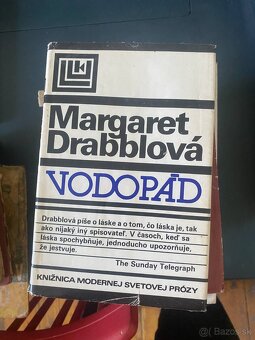 Margaret
Drabblová
VODOPÁD
Drabblová píše o láske a o tom, čo láska je, tak
ako nijaký iný spisovateľ. V časoch, keď sa
láska spochybňuje, jednoducho upozorňuje,
že jestvuje.
The Sunday Telegraph
KNIŽNICA MODERNEJ SVETOVEJ PRÓZY
Bazos.sk